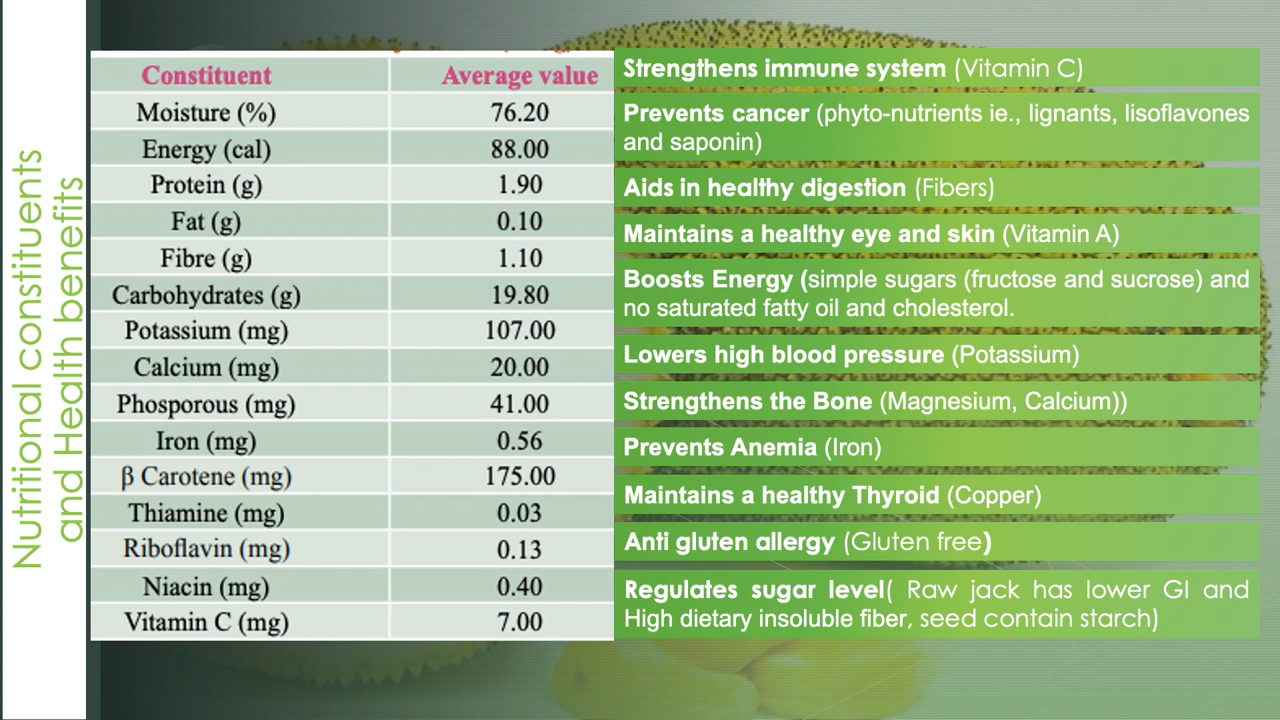 Nutritional constituents
and Health benefits
Constituent Average value
Moisture (%) 76.20
Energy (cal) 88.00
Protein (g) 1.90
Fat (g) 0.10
Fibre (g) 1.10
Carbohydrates (g) 19.80
Potassium (mg) 107.00
Calcium (mg) 20.00
Phosporous (mg) 41.00
Iron (mg) 0.56
β Carotene (mg) 175.00
Thiamine (mg) 0.03
Riboflavin (mg) 0.13
Niacin (mg) 0.40
Vitamin C (mg) 7.00
Strengthens immune system (Vitamin C)
Prevents cancer (phyto-nutrients ie., lignants, lisoflavones
and saponin)
Aids in healthy digestion (Fibers)
Maintains a healthy eye and skin (Vitamin A)
Boosts Energy (simple sugars (fructose and sucrose) and
no saturated fatty oil and cholesterol.
Lowers high blood pressure (Potassium)
Strengthens the Bone (Magnesium, Calcium))
Prevents Anemia (Iron)
Maintains a healthy Thyroid (Copper)
Anti gluten allergy (Gluten free)
Regulates sugar level( Raw jack has lower GI and
High dietary insoluble fiber, seed contain starch)